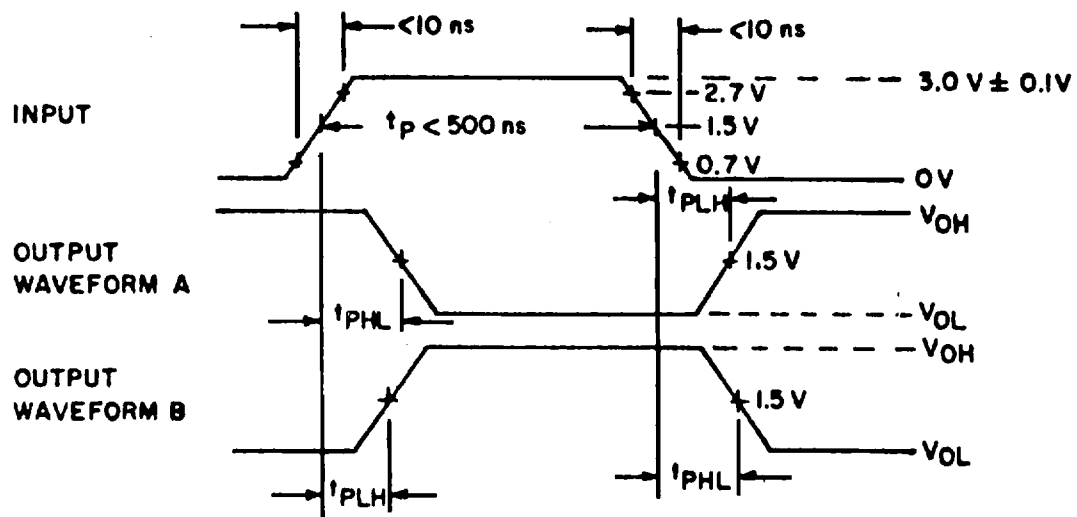 <10 ns
<10 ns
3.0 V ± 0.1V
2.7 V
INPUT
tP < 500 ns
1.5 V
0.7 V
0V
tPLH
VOH
OUTPUT
WAVEFORM A
1.5 V
tPHL
VOL
VOH
OUTPUT
WAVEFORM B
1.5 V
VOL
tPLH
tPHL